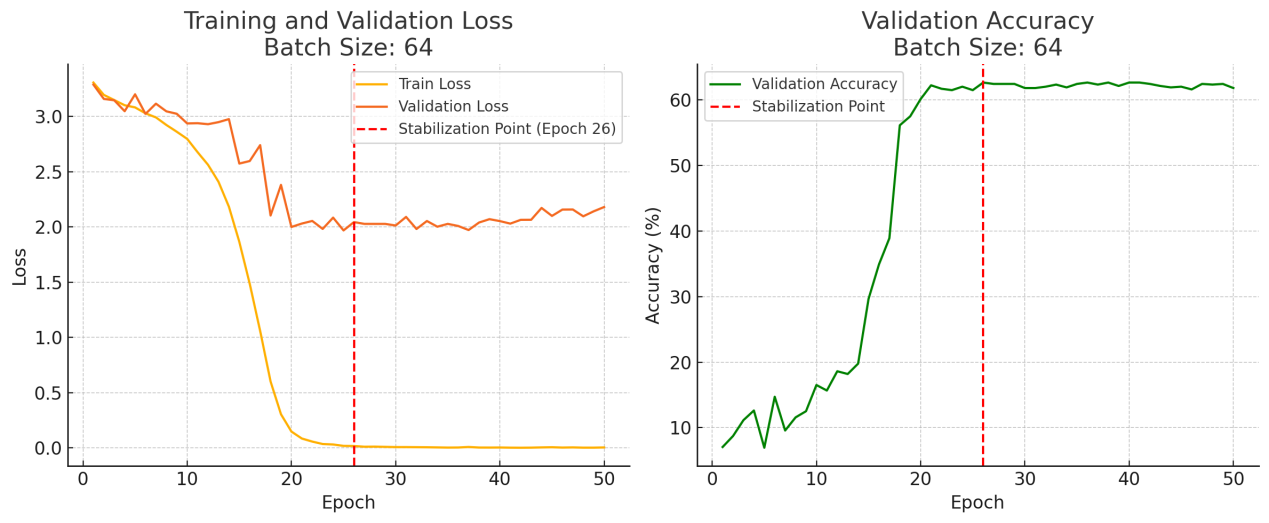 Training and Validation Loss
Batch Size: 64
Train Loss
Validation Loss
Stabilization Point (Epoch 26)
Loss
3.0
2.5
2.0
1.5
1.0
0.5
0.0
0 10 20 30 40 50
Epoch
Validation Accuracy
Batch Size: 64
Validation Accuracy
Stabilization Point
Accuracy (%)
60
50
40
30
20
10
0 10 20 30 40 50
Epoch